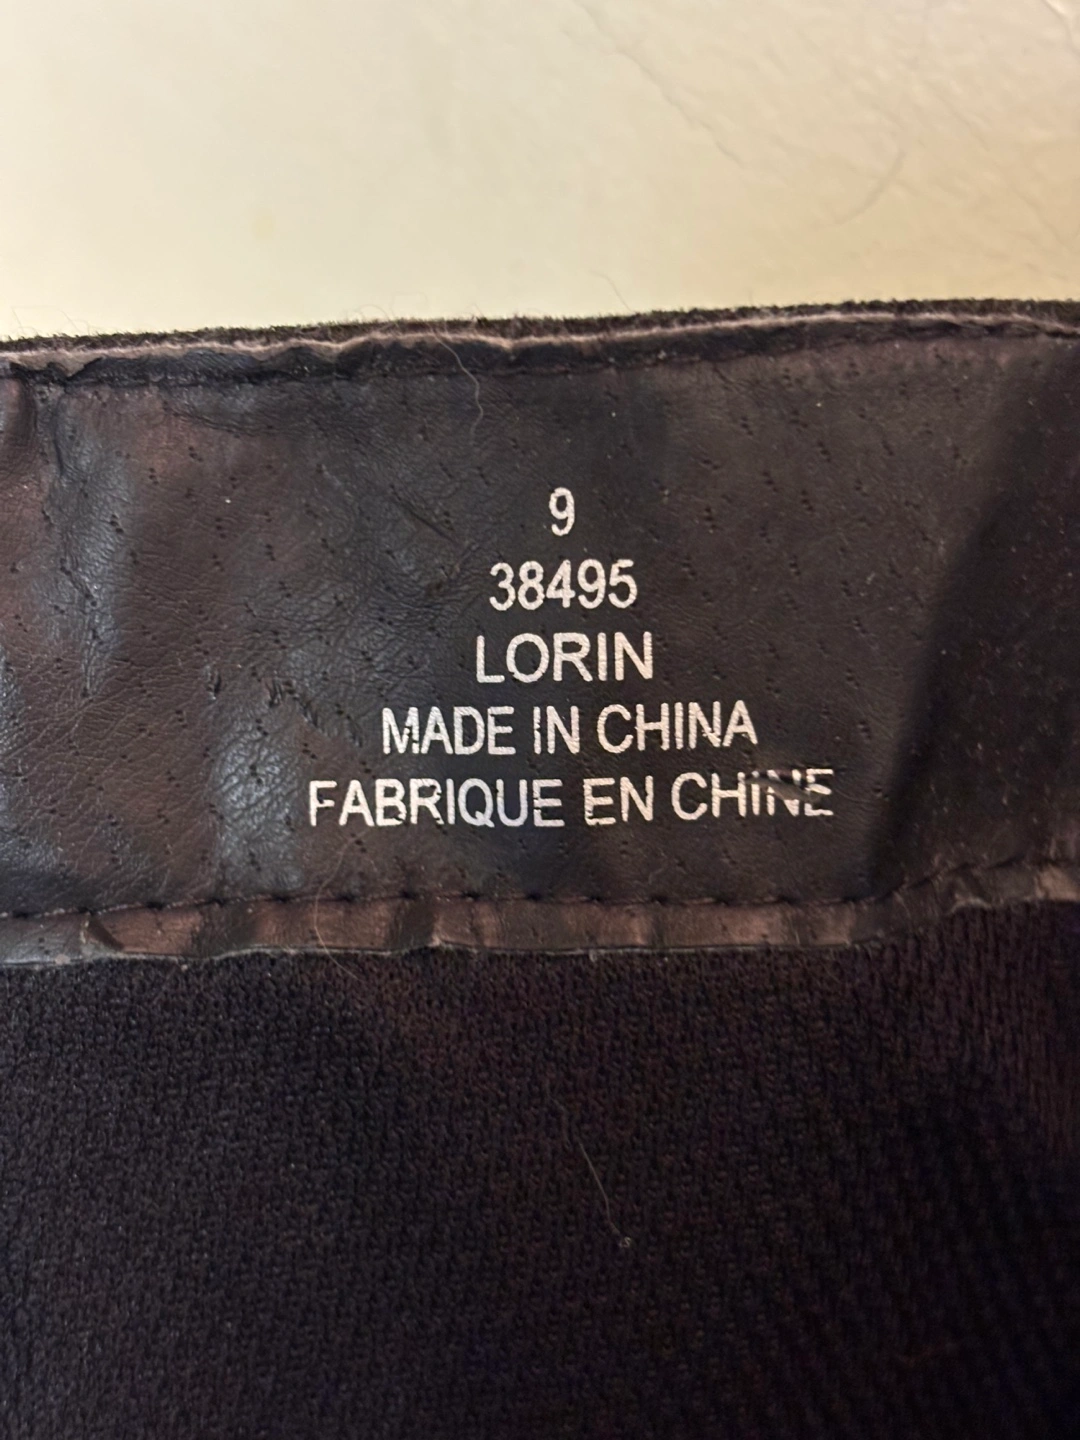 9
38495
LORIN
MADE IN CHINA
FABRIQUE EN CHINE